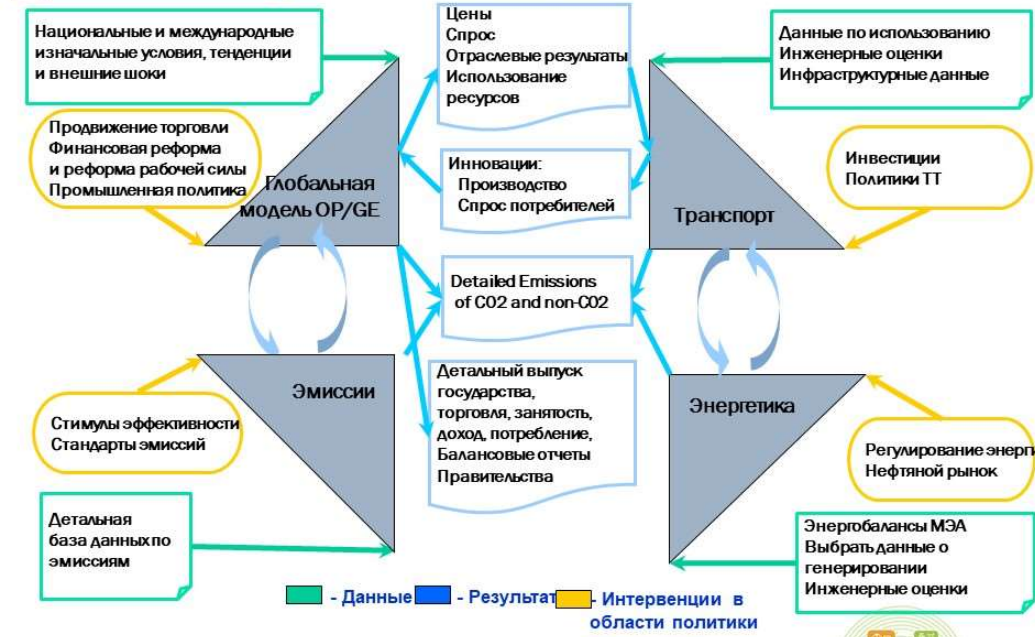 Национальные и международные
изначальные условия, тенденции
и внешние шоки
Цены
Спрос
Отраслевые результаты
Использование
ресурсов
Данные по использованию
Инженерные оценки
Инфраструктурные данные
Продвижение торговли
Финансовая реформа
и реформа рабочей силы
Промышленная политика
Глобальная
модель OP/GE
Инновации:
Производство
Спрос потребителей
Транспорт
Инвестиции
Политики ТТ
Detailed Emissions
of C02 and non-C02
Эмиссии
Детальный выпуск
государства,
торговля, занятость,
доход, потребление,
Балансовые отчеты
Правительства
Энергетика
Стимулы эффективности
Стандарты эмиссий
Регулирование энерги
Нефтяной рынок
Детальная
база данных по
эмиссиям
Энергобалансы МЭА
Выбрать данные о
генерировании
Инженерные оценки
- Данные
- Результат
- Интервенции в
области политики